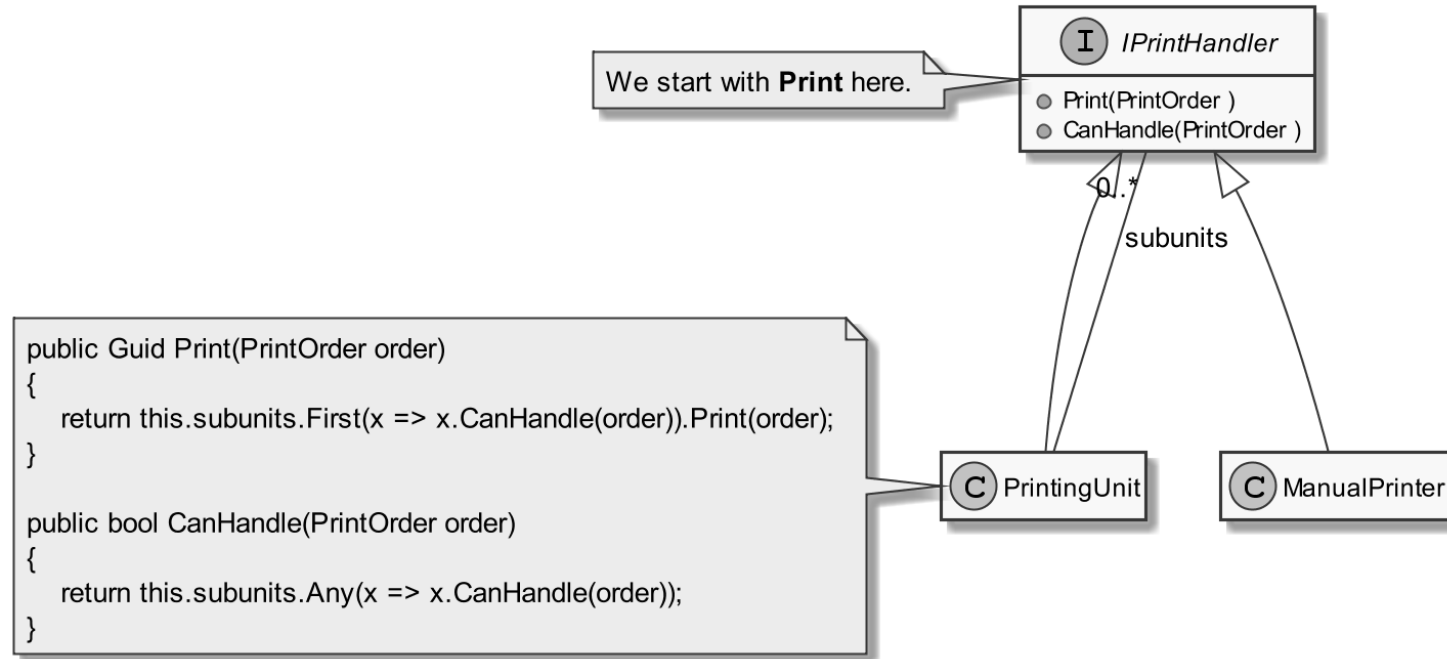 I IPrintHandler
We start with Print here.
Print(PrintOrder )
CanHandle(PrintOrder )
0..*
subunits
public Guid Print(PrintOrder order)
{
return this.subunits.First(x => x.CanHandle(order)).Print(order);
}
public bool CanHandle(PrintOrder order)
{
return this.subunits.Any(x => x.CanHandle(order));
}
C PrintingUnit
C ManualPrinter